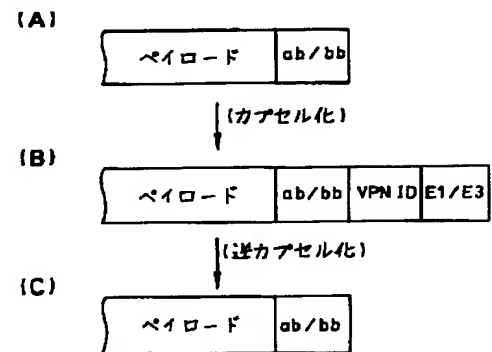 (A)
ペイロード ab/bb
(カプセル化)
(B)
ペイロード ab/bb VPN ID E1/E3
(逆カプセル化)
(C)
ペイロード ab/bb